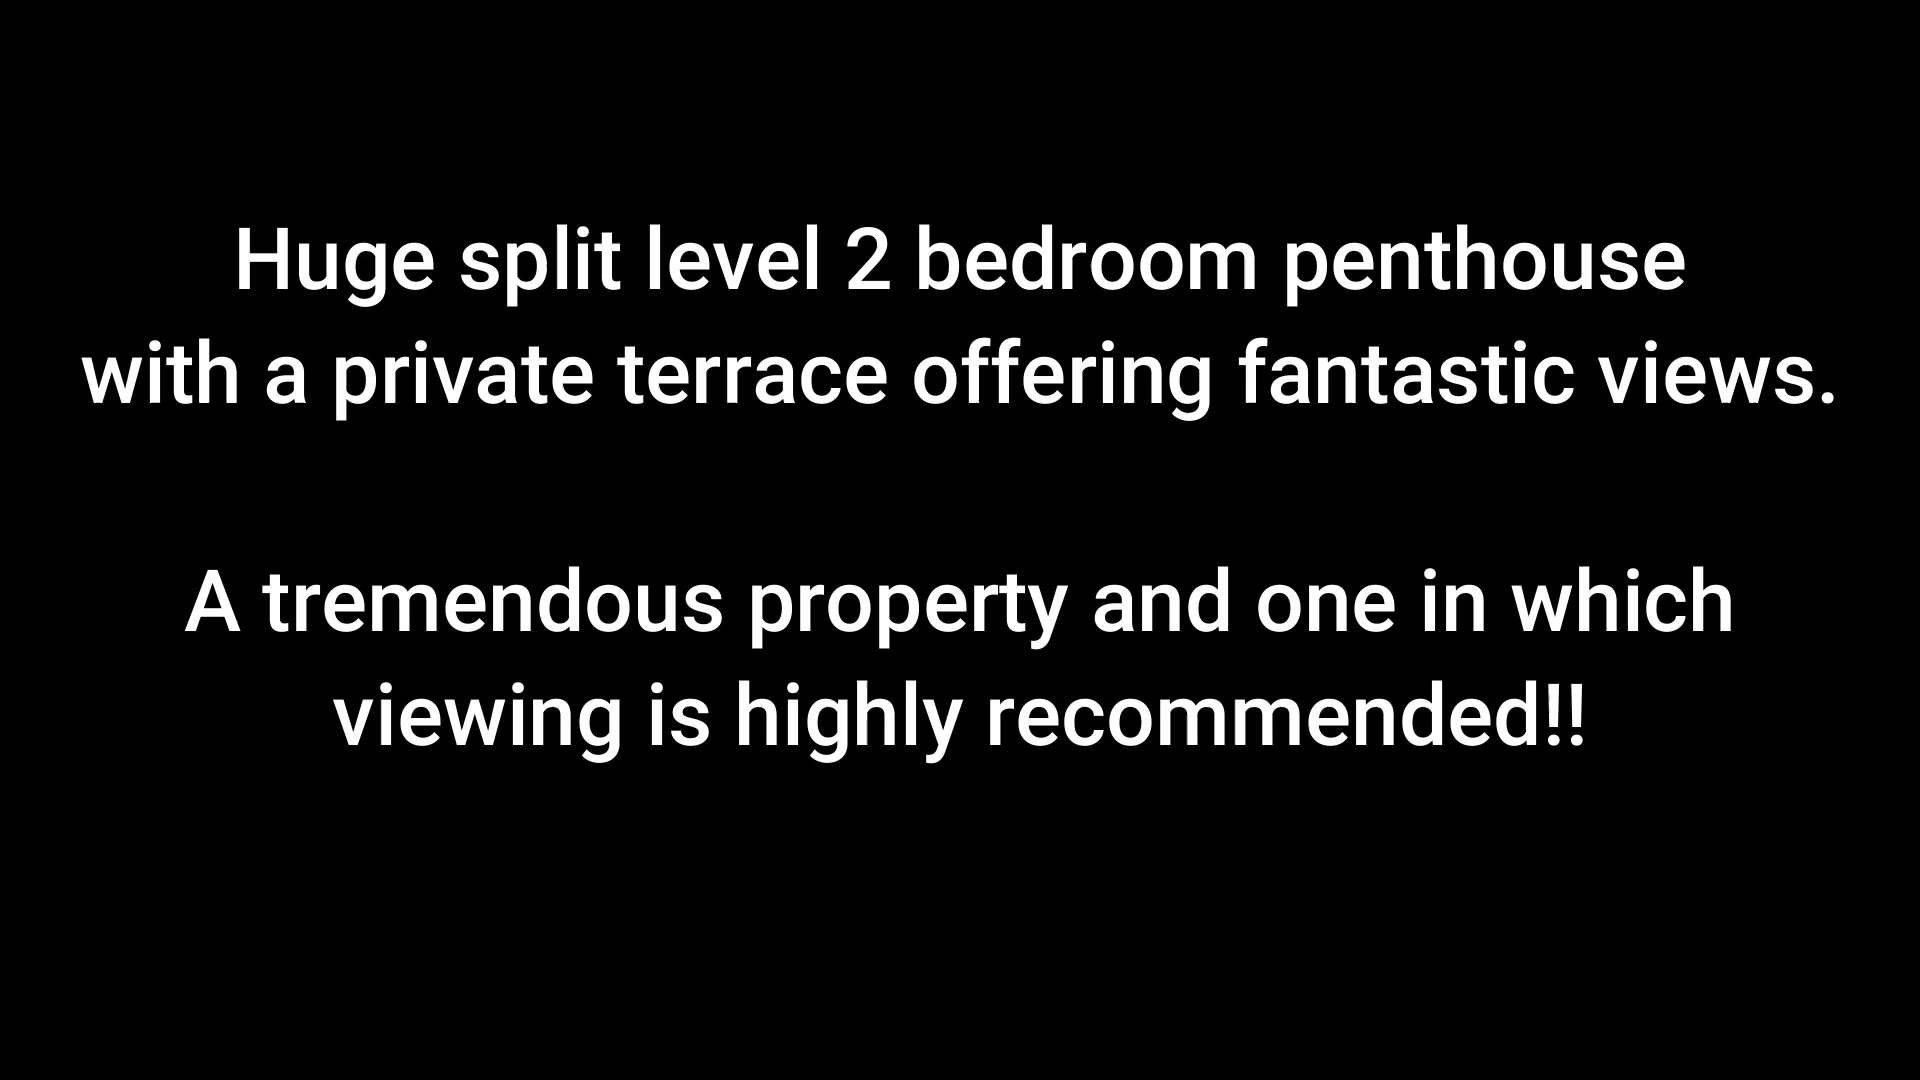 Huge split level 2 bedroom penthouse
with a private terrace offering fantastic views.
A tremendous property and one in which
viewing is highly recommended!!